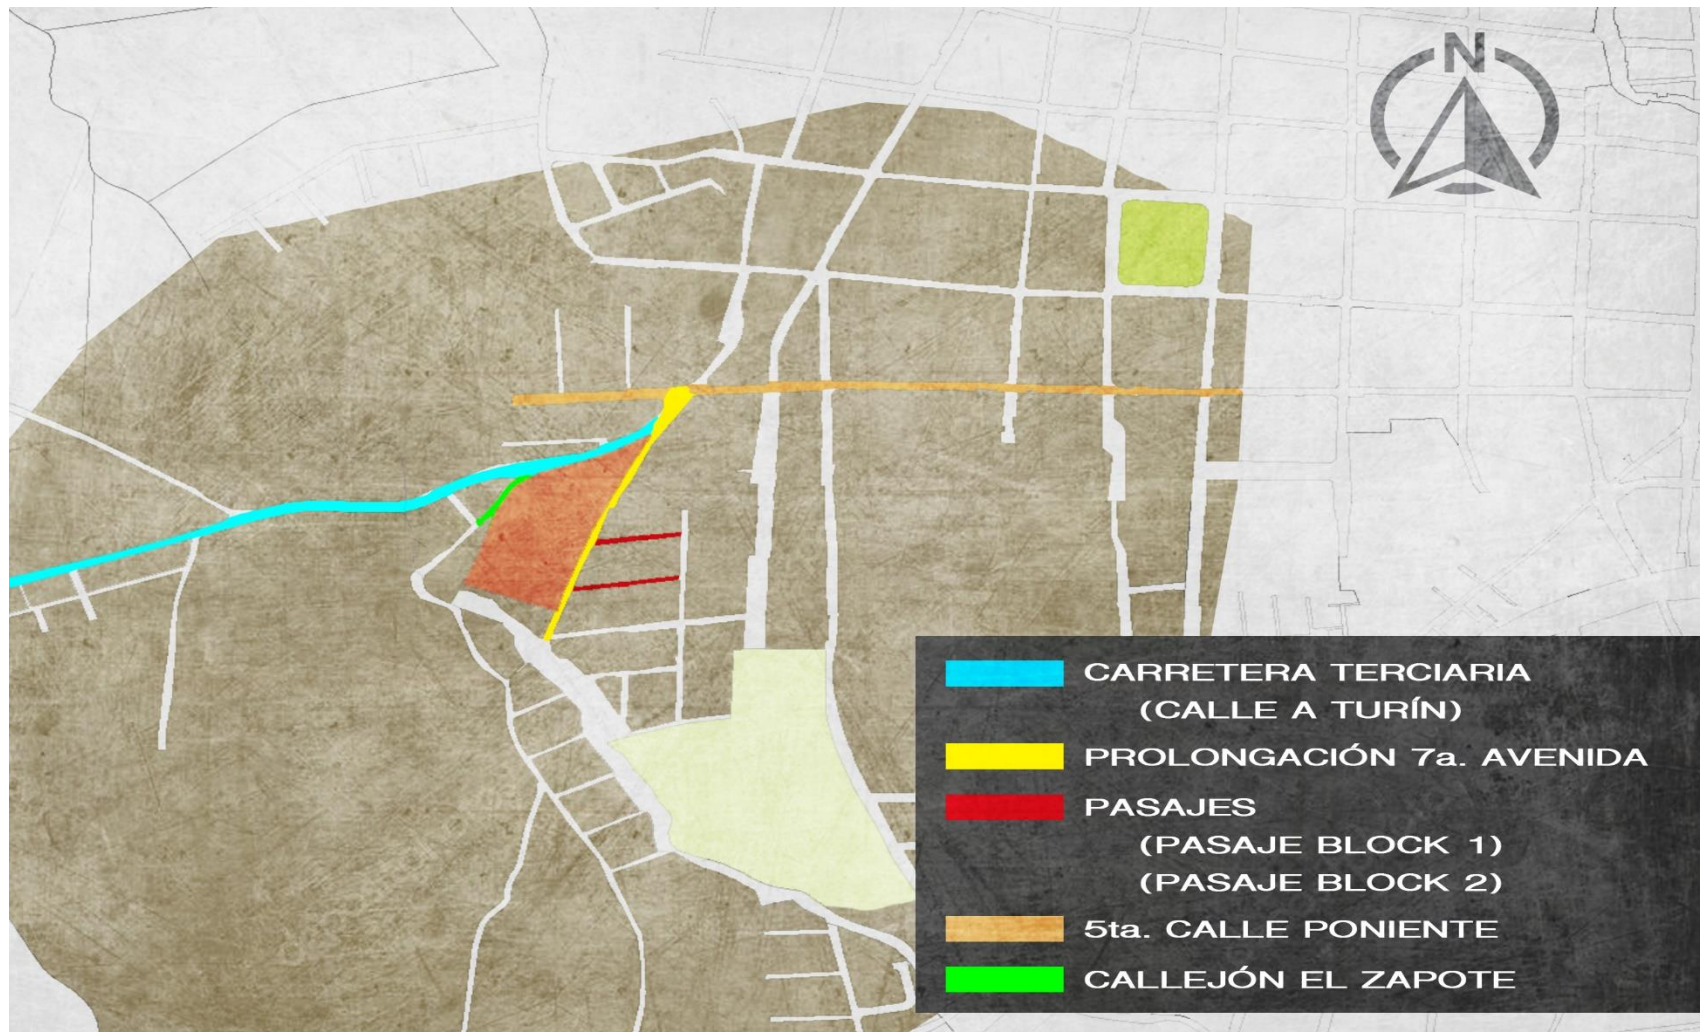 N
CARRETERA TERCIARIA
(CALLE A TURÍN)
PROLONGACIÓN 7a. AVENIDA
PASAJES
(PASAJE BLOCK 1)
(PASAJE BLOCK 2)
5ta. CALLE PONIENTE
CALLEJÓN EL ZAPOTE